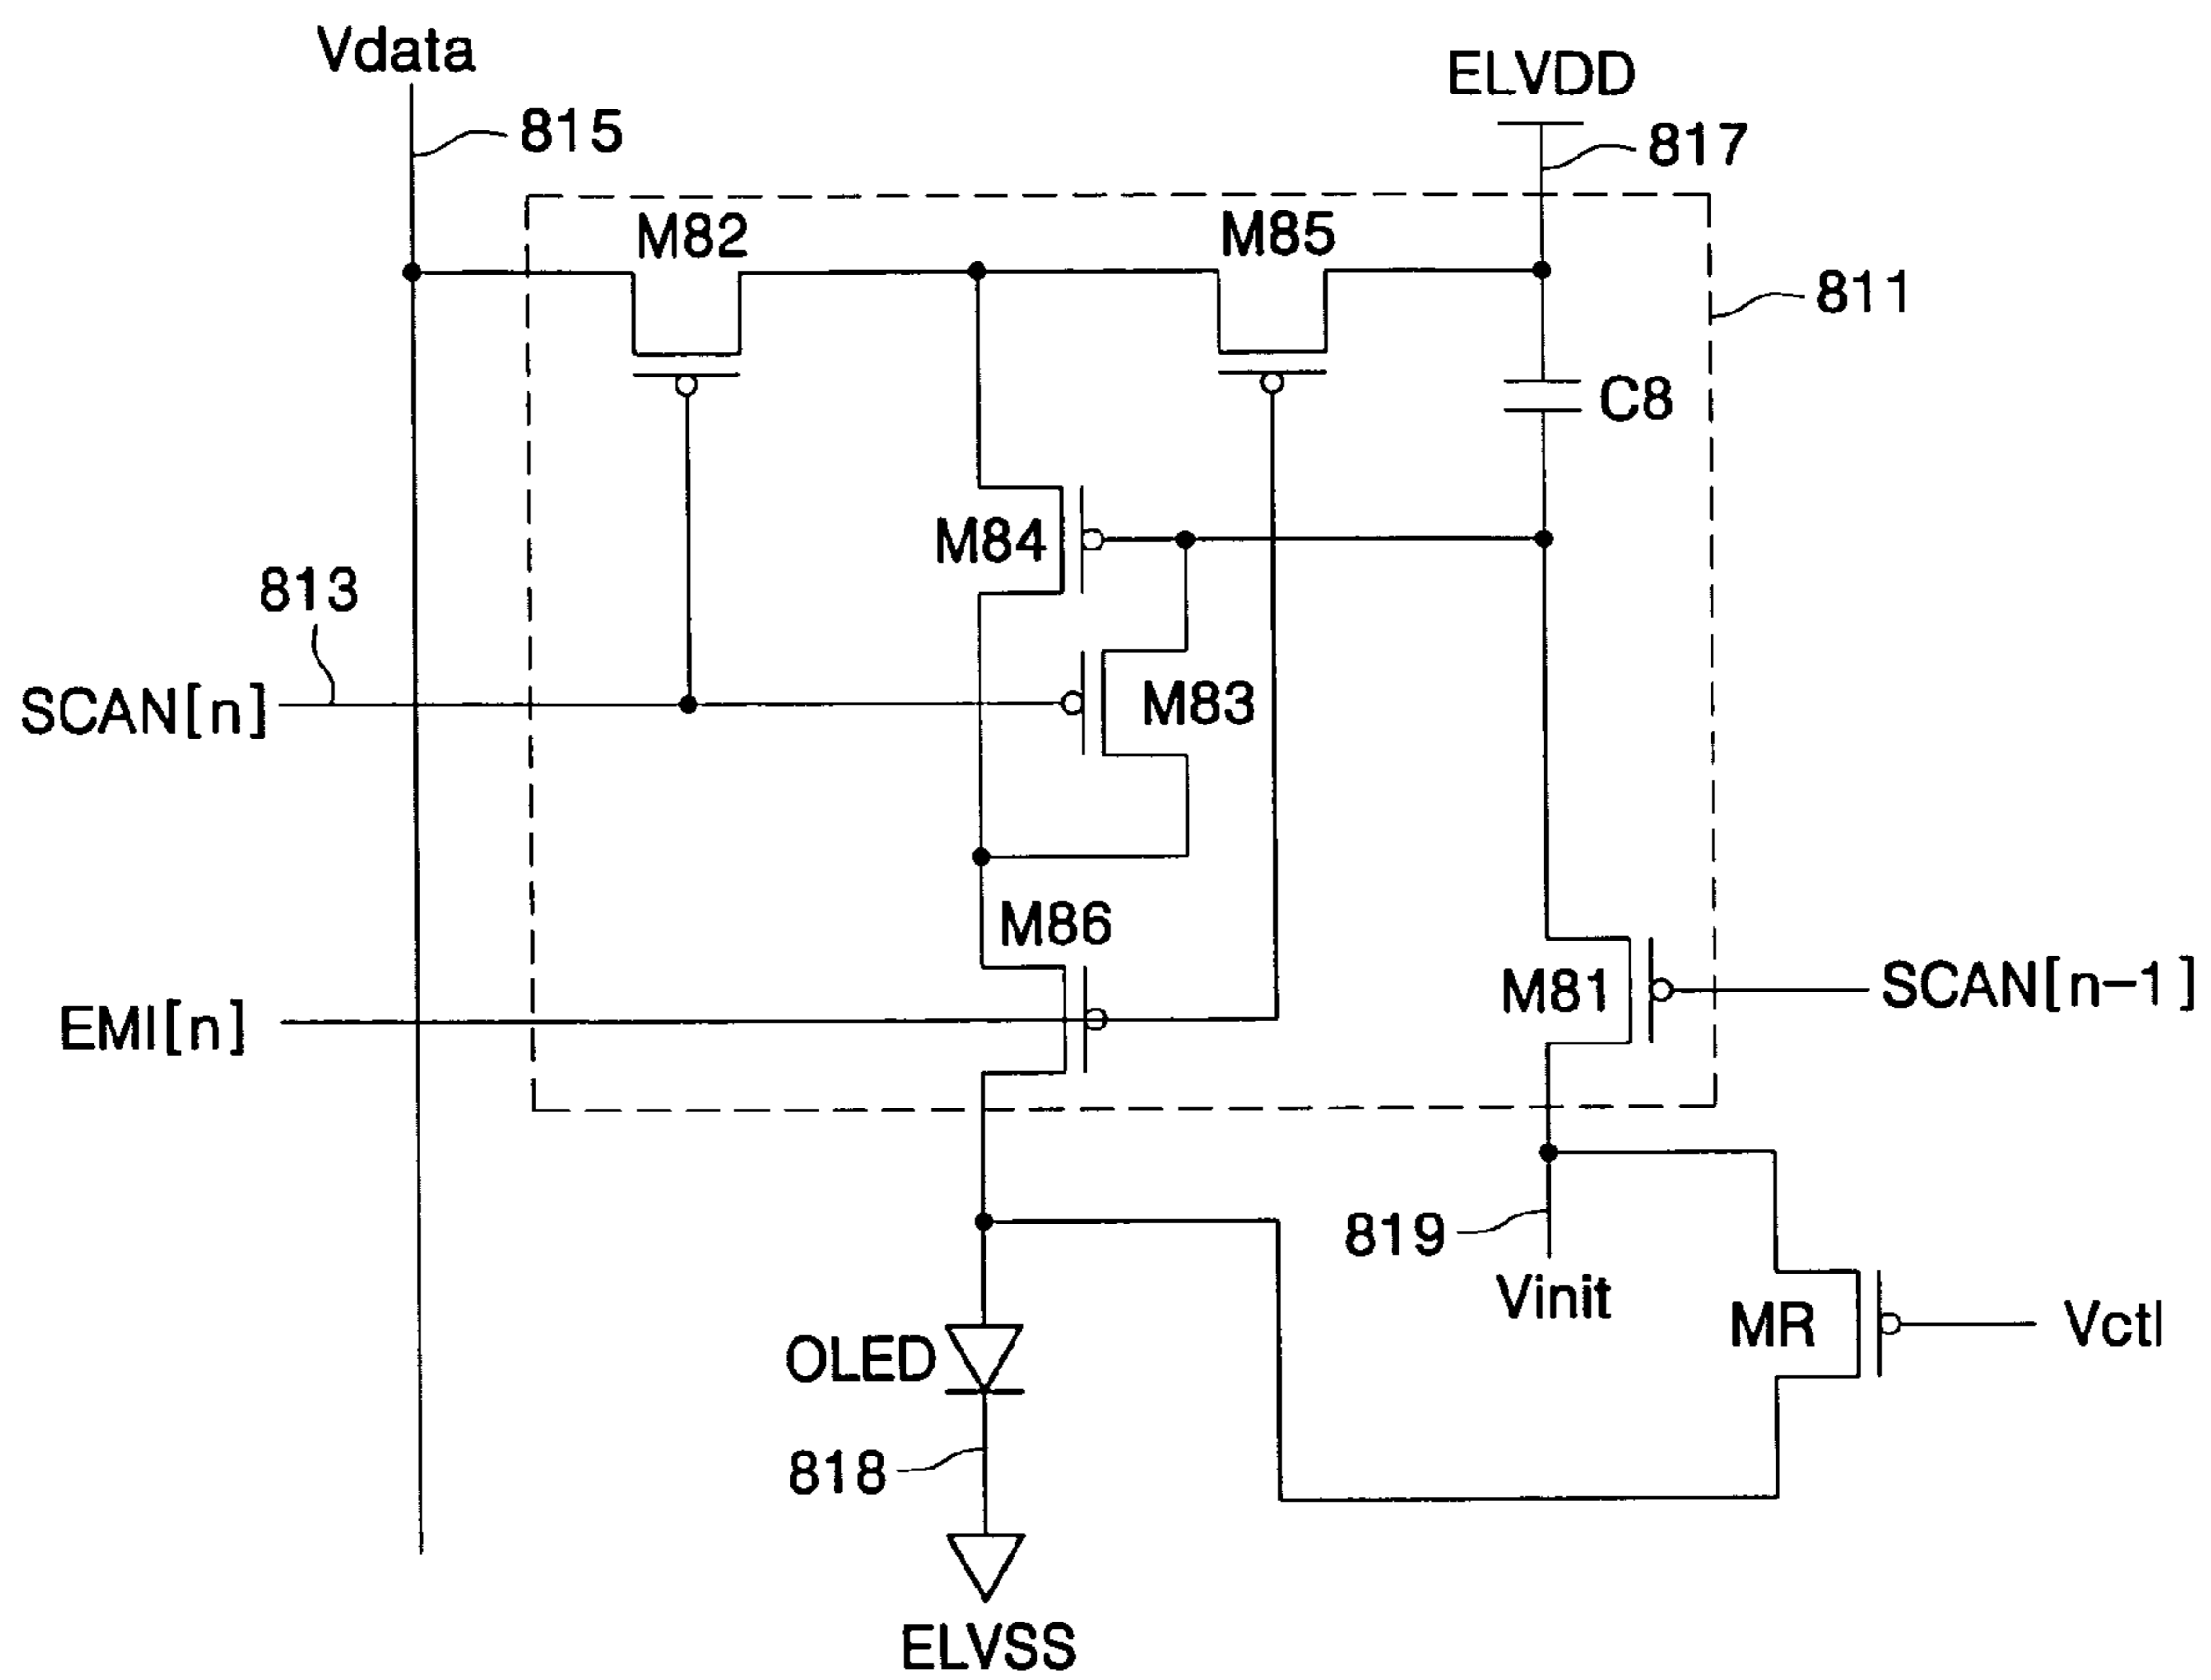 Vdata
ELVDD
815
817
M82
M85
811
C8
M84
813
M83
SCAN[n]
M86
M81
SCAN[n-1]
EMI[n]
819
Vinit
OLED
MR
Vctl
818
ELVSS